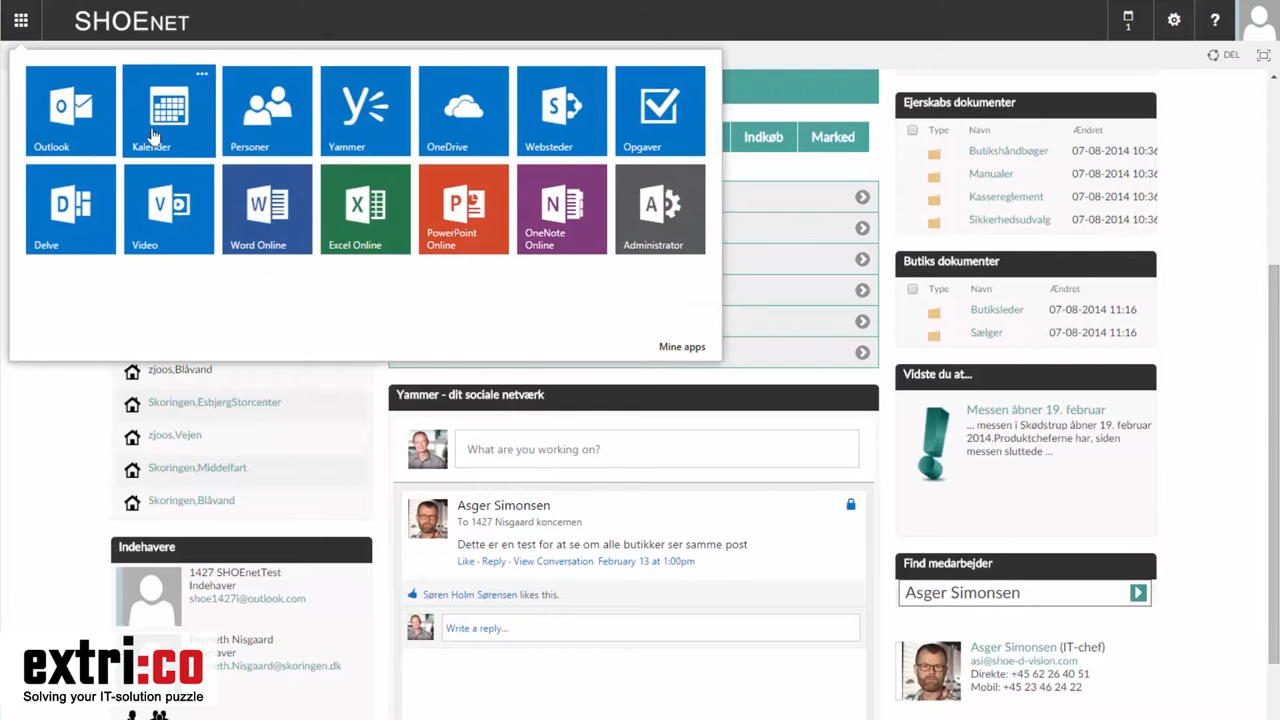 SHOENET
1
?
DEL
Outlook
Kalender
Personer
Yammer
OneDrive
Websteder
Opgaver
Delve
Video
Word Online
Excel Online
PowerPoint
Online
OneNote
Online
Administrator
Mine apps
Indkøb
Marked
zjoos,Blåvand
Skoringen,EsbjergStorcenter
zjoos,Vejen
Skoringen,Middelfart
Skoringen,Blåvand
Indehavere
1427 SHOEnetTest
Indehaver
shoe1427i@outlook.com
Kenneth Nisgaard
.Nisgaard@skoringen.dk
extri:co
Solving your IT-solution puzzle
Yammer - dit sociale netværk
What are you working on?
Asger Simonsen
To 1427 Nisgaard koncernen
Dette er en test for at se om alle butikker ser samme post
Like · Reply · View Conversation February 13 at 1:00pm
Søren Holm Sørensen likes this.
Write a reply...
Ejerskabs dokumenter
Type Navn Ændret
Butikshåndbøger 07-08-2014 10:36
Manualer 07-08-2014 10:36
Kassereglement 07-08-2014 10:36
Sikkerhedsudvalg 07-08-2014 10:36
Butiks dokumenter
Type Navn Ændret
Butiksleder 07-08-2014 11:16
Sælger 07-08-2014 11:16
Vidste du at...
Messen åbner 19. februar
... messen i Skødstrup åbner 19. februar
2014.Produktcheferne har, siden
messen sluttede ...
Find medarbejder
Asger Simonsen
Asger Simonsen (IT-chef)
asi@shoe-d-vision.com
Direkte: +45 62 26 40 51
Mobil: +45 23 46 24 22